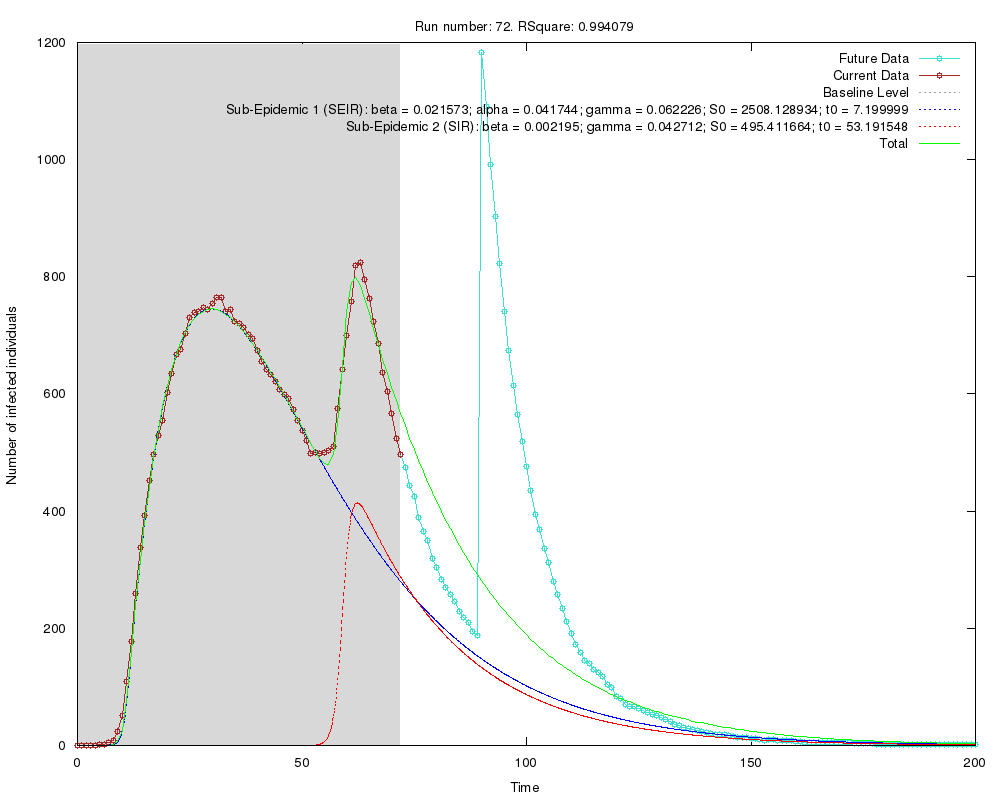 Run number: 72. RSquare: 0.994079
Future Data
Current Data
Baseline Level
Sub-Epidemic 1 (SEIR): beta = 0.021573; alpha = 0.041744; gamma = 0.062226; S0 = 2508.128934; t0 = 7.199999
Sub-Epidemic 2 (SIR): beta = 0.002195; gamma = 0.042712; S0 = 495.411664; t0 = 53.191548
Total
Number of infected individuals
1200
1000
800
600
400
200
0
0 50 100 150 200
Time